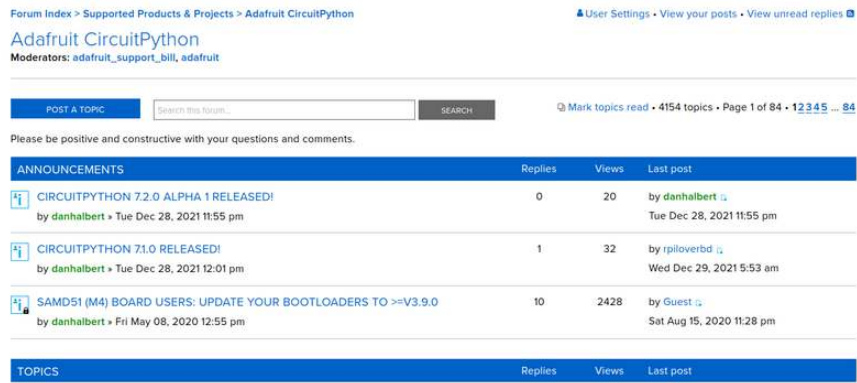 Forum Index > Supported Products & Projects > Adafruit CircuitPython
User Settings • View your posts • View unread replies
Adafruit CircuitPython
Moderators: adafruit_support_bill, adafruit
POST A TOPIC
Search this forum...
SEARCH
Mark topics read • 4154 topics • Page 1 of 84 • 1 2 3 4 5 ... 84
Please be positive and constructive with your questions and comments.
ANNOUNCEMENTS Replies Views Last post
CIRCUITPYTHON 7.2.0 ALPHA 1 RELEASED! 0 20 by danhalbert
by danhalbert » Tue Dec 28, 2021 11:55 pm Tue Dec 28, 2021 11:55 pm
CIRCUITPYTHON 7.1.0 RELEASED! 1 32 by rpiloverbd
by danhalbert » Tue Dec 28, 2021 12:01 pm Wed Dec 29, 2021 5:53 am
SAMD51 (M4) BOARD USERS: UPDATE YOUR BOOTLOADERS TO >=V3.9.0 10 2428 by Guest
by danhalbert » Fri May 08, 2020 12:55 pm Sat Aug 15, 2020 11:28 pm
TOPICS Replies Views Last post